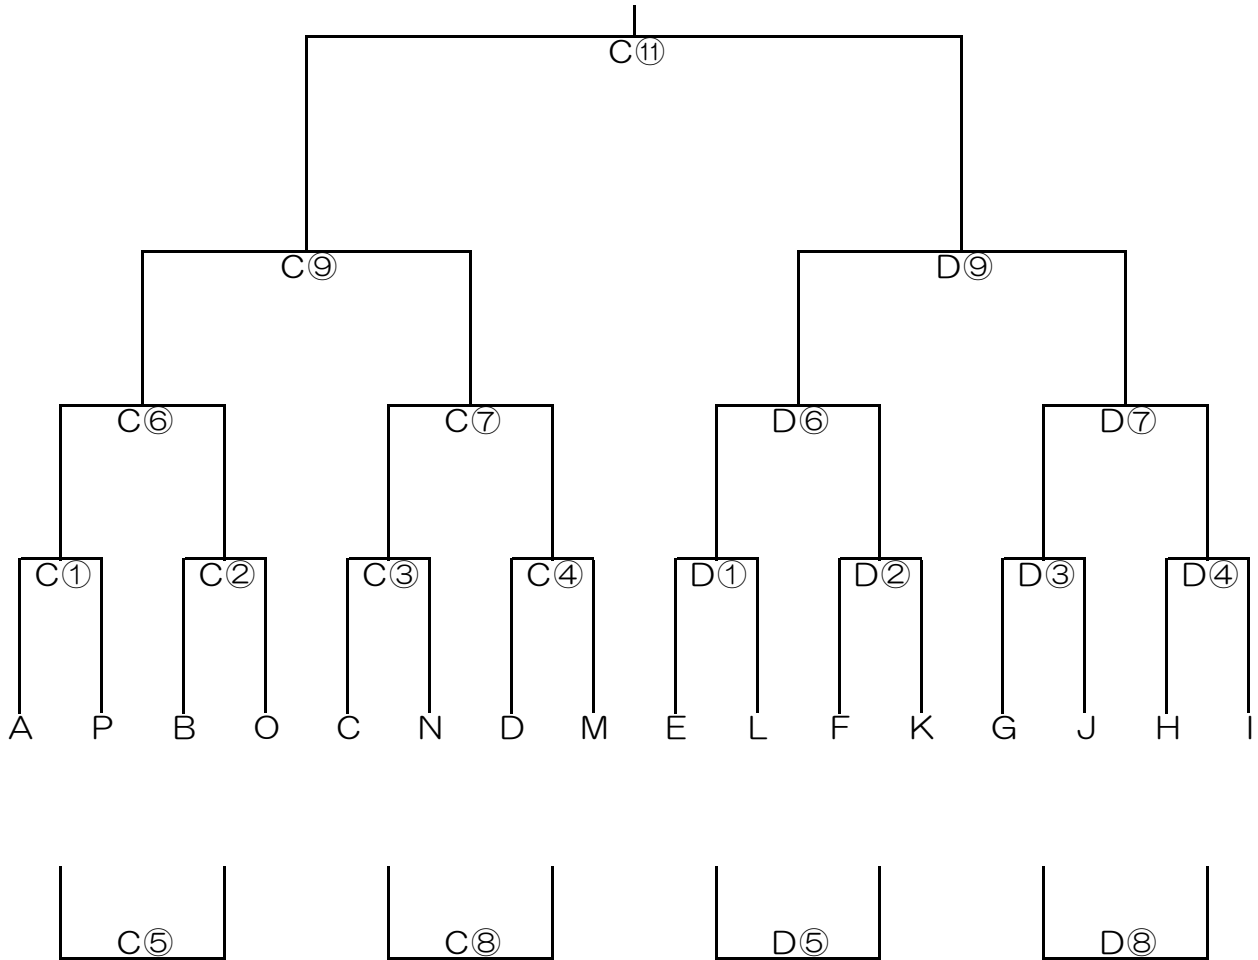 C⑪
C⑨ D⑨
C⑥ C⑦ D⑥ D⑦
C① C② C③ C④ D① D② D③ D④
A P B O C N D M E L F K G J H I
C⑤ C⑧ D⑤ D⑧